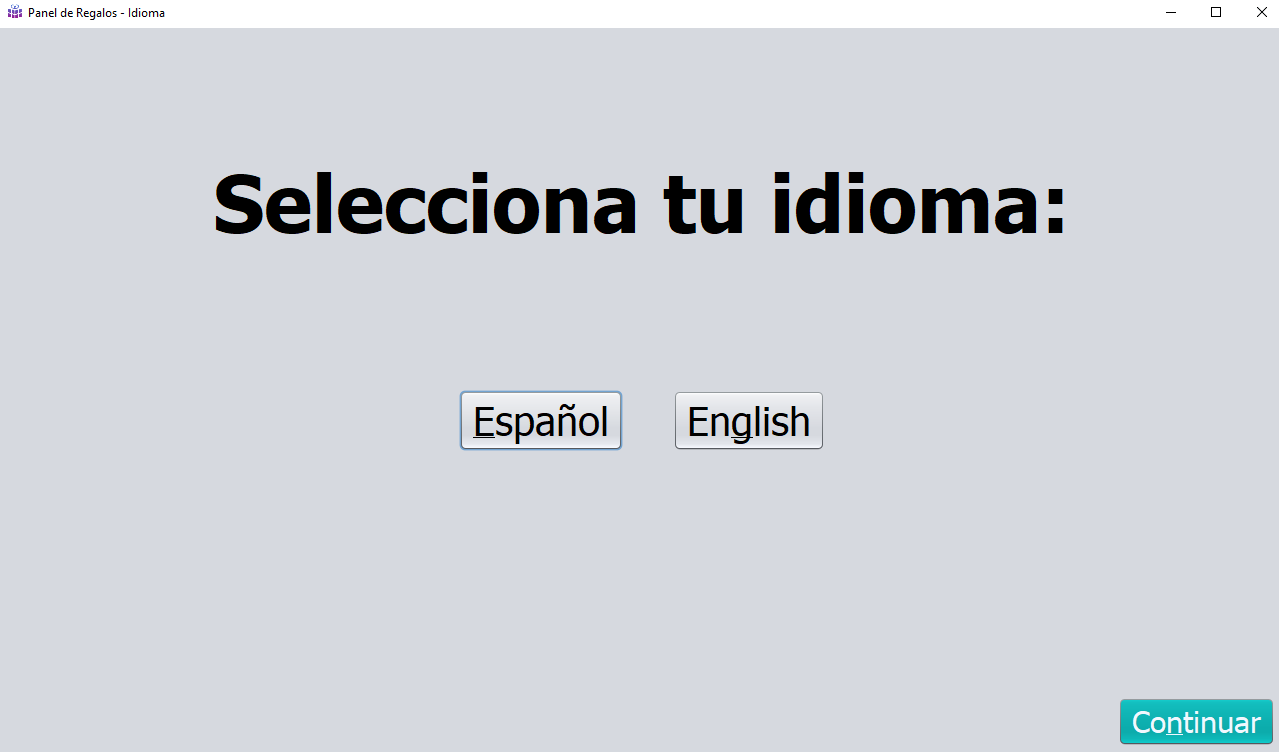 Panel de Regalos - Idioma
Selecciona tu idioma:
Español English
Continuar